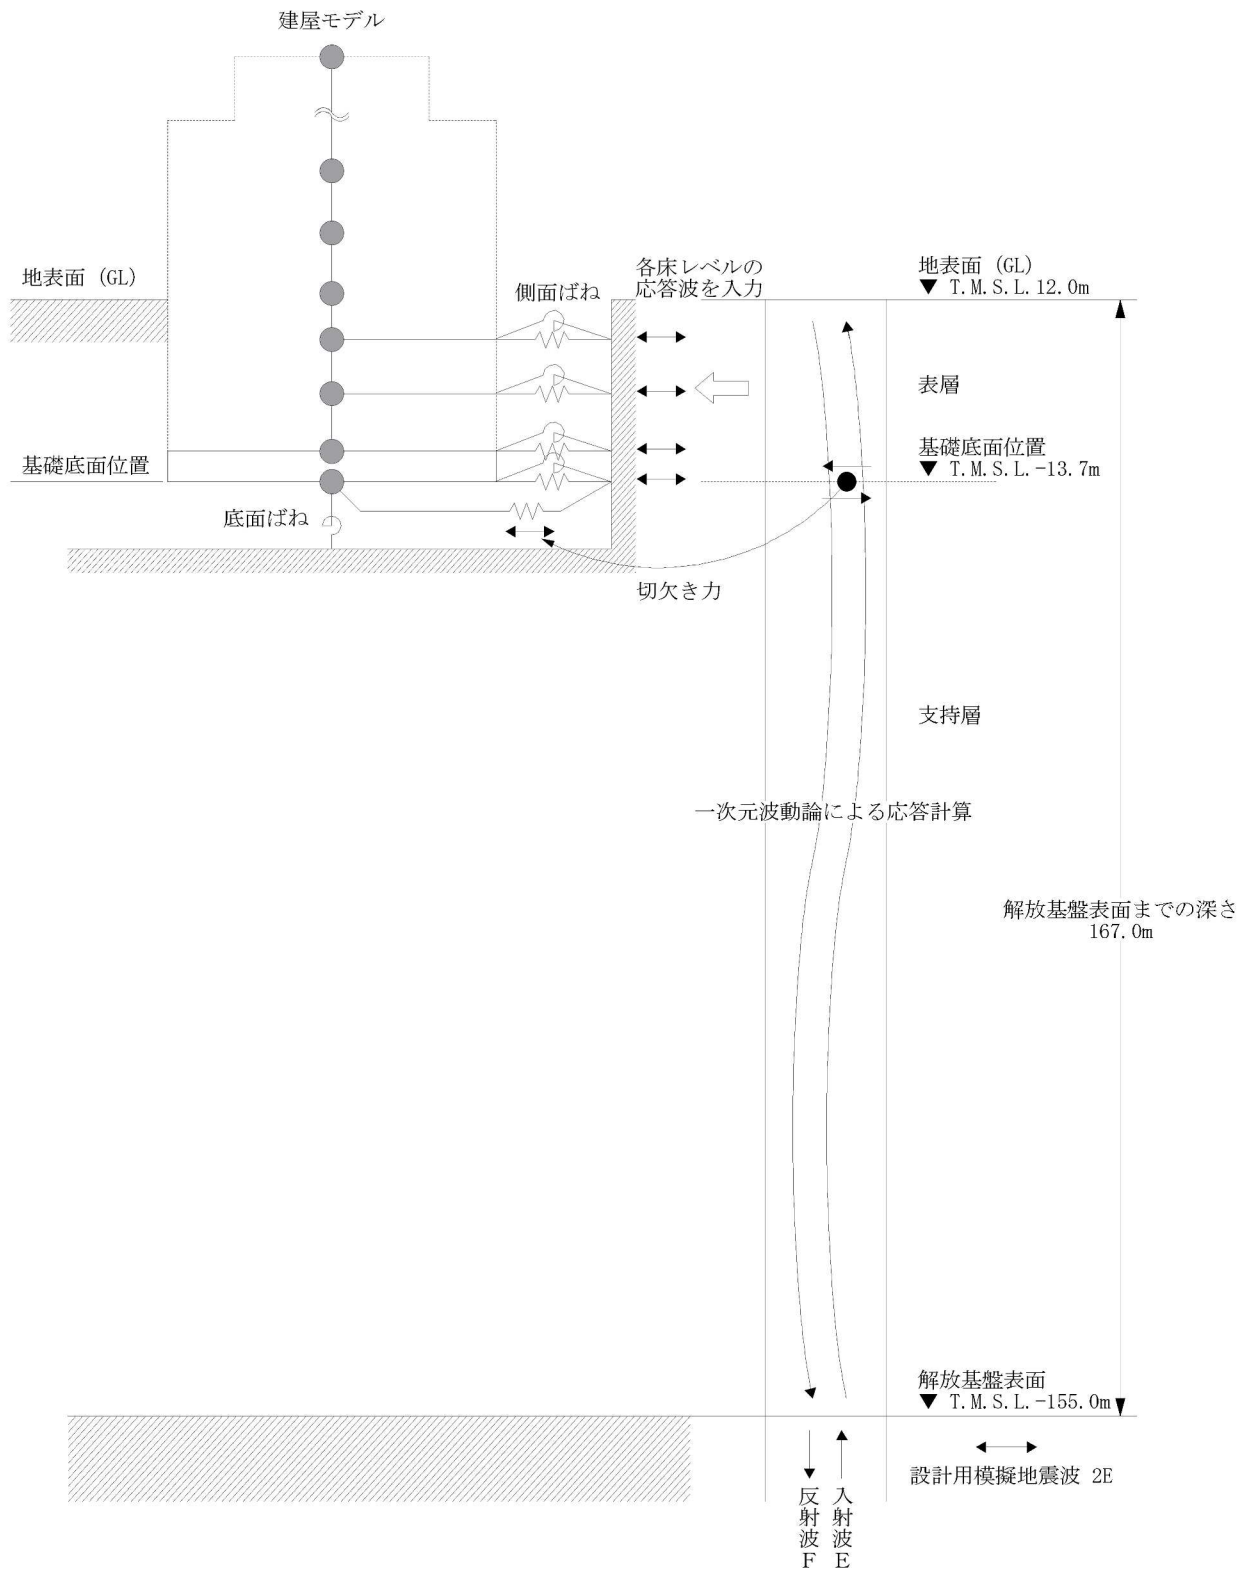 建屋モデル
地表面 (GL)
側面ばね
各床レベルの
応答波を入力
地表面 (GL)
▼ T.M.S.L.12.0m
表層
基礎底面位置
基礎底面位置
▼ T.M.S.L.-13.7m
底面ばね
切欠き力
支持層
一次元波動論による応答計算
解放基盤表面までの深さ
167.0m
解放基盤表面
▼ T.M.S.L.-155.0m
設計用模擬地震波 2E
反射波F
入射波E